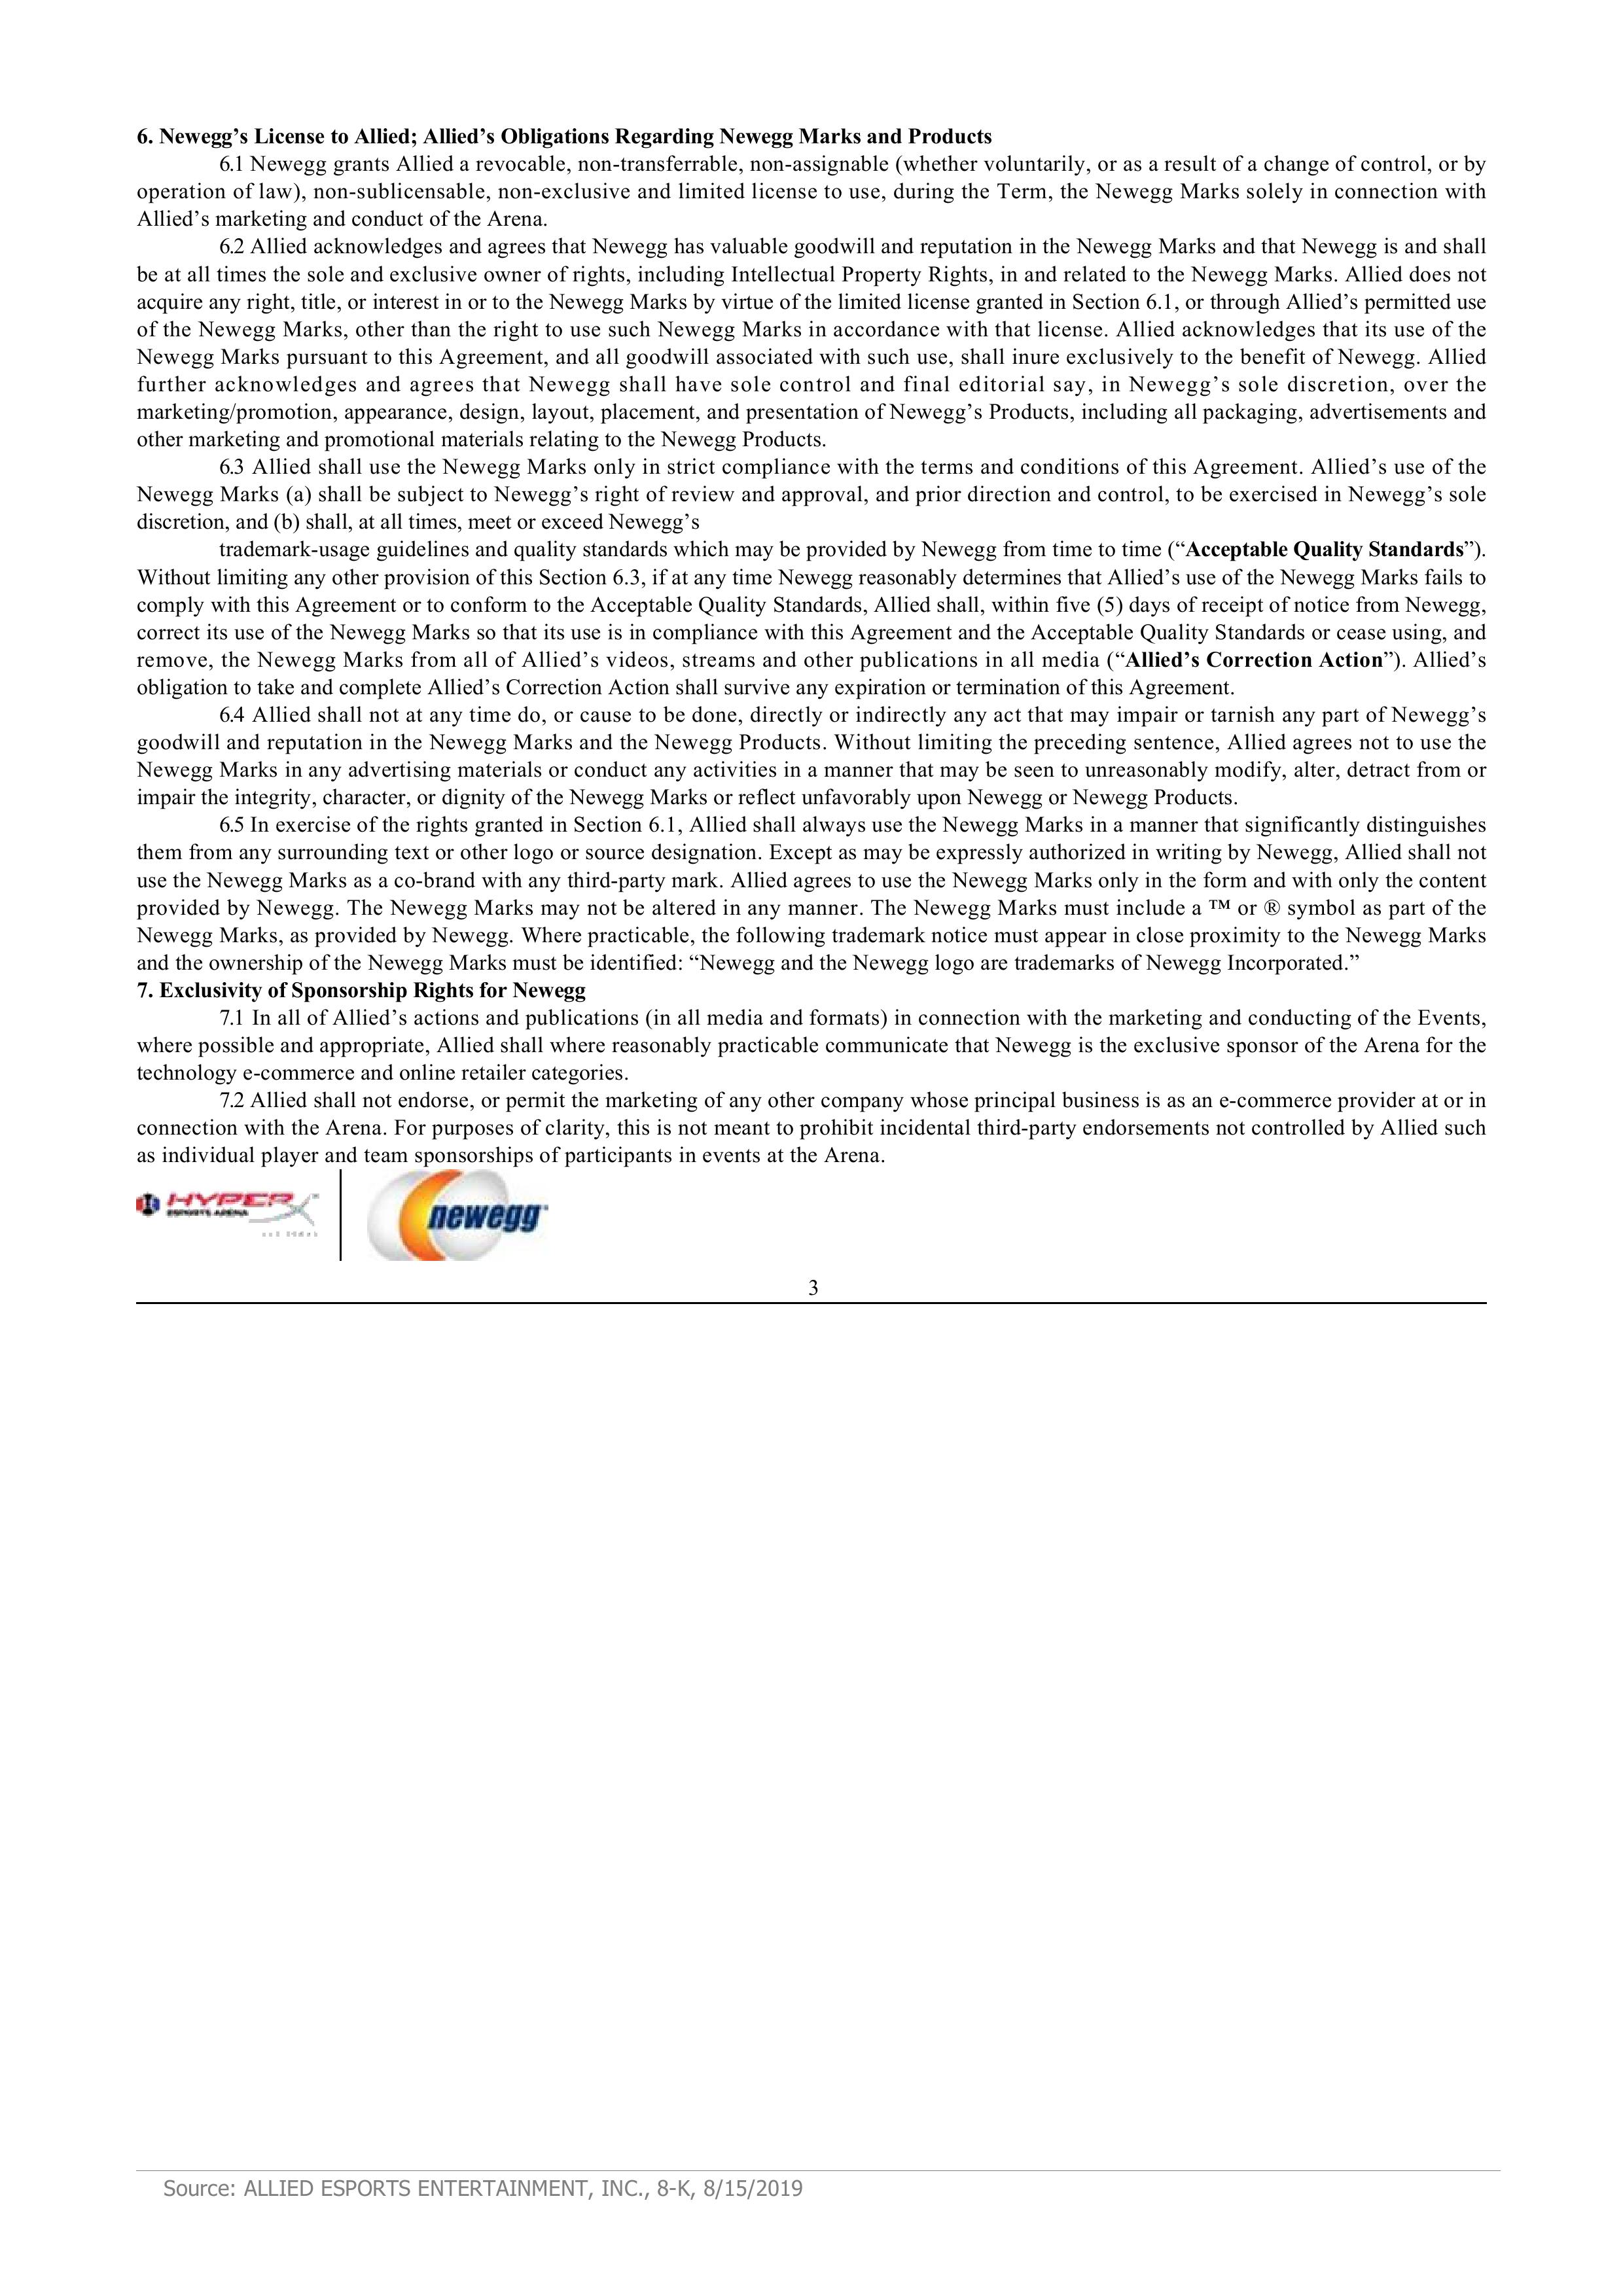 6. Newegg’s License to Allied; Allied’s Obligations Regarding Newegg Marks and Products
6.1 Newegg grants Allied a revocable, non-transferrable, non-assignable (whether voluntarily, or as a result of a change of control, or by
operation of law), non-sublicensable, non-exclusive and limited license to use, during the Term, the Newegg Marks solely in connection with
Allied’s marketing and conduct of the Arena.
6.2 Allied acknowledges and agrees that Newegg has valuable goodwill and reputation in the Newegg Marks and that Newegg is and shall
be at all times the sole and exclusive owner of rights, including Intellectual Property Rights, in and related to the Newegg Marks. Allied does not
acquire any right, title, or interest in or to the Newegg Marks by virtue of the limited license granted in Section 6.1, or through Allied’s permitted use
of the Newegg Marks, other than the right to use such Newegg Marks in accordance with that license. Allied acknowledges that its use of the
Newegg Marks pursuant to this Agreement, and all goodwill associated with such use, shall inure exclusively to the benefit of Newegg. Allied
further acknowledges and agrees that Newegg shall have sole control and final editorial say, in Newegg’s sole discretion, over the
marketing/promotion, appearance, design, layout, placement, and presentation of Newegg’s Products, including all packaging, advertisements and
other marketing and promotional materials relating to the Newegg Products.
6.3 Allied shall use the Newegg Marks only in strict compliance with the terms and conditions of this Agreement. Allied’s use of the
Newegg Marks (a) shall be subject to Newegg’s right of review and approval, and prior direction and control, to be exercised in Newegg’s sole
discretion, and (b) shall, at all times, meet or exceed Newegg’s
trademark-usage guidelines and quality standards which may be provided by Newegg from time to time (“Acceptable Quality Standards”).
Without limiting any other provision of this Section 6.3, if at any time Newegg reasonably determines that Allied’s use of the Newegg Marks fails to
comply with this Agreement or to conform to the Acceptable Quality Standards, Allied shall, within five (5) days of receipt of notice from Newegg,
correct its use of the Newegg Marks so that its use is in compliance with this Agreement and the Acceptable Quality Standards or cease using, and
remove, the Newegg Marks from all of Allied’s videos, streams and other publications in all media (“Allied’s Correction Action”). Allied’s
obligation to take and complete Allied’s Correction Action shall survive any expiration or termination of this Agreement.
6.4 Allied shall not at any time do, or cause to be done, directly or indirectly any act that may impair or tarnish any part of Newegg’s
goodwill and reputation in the Newegg Marks and the Newegg Products. Without limiting the preceding sentence, Allied agrees not to use the
Newegg Marks in any advertising materials or conduct any activities in a manner that may be seen to unreasonably modify, alter, detract from or
impair the integrity, character, or dignity of the Newegg Marks or reflect unfavorably upon Newegg or Newegg Products.
6.5 In exercise of the rights granted in Section 6.1, Allied shall always use the Newegg Marks in a manner that significantly distinguishes
them from any surrounding text or other logo or source designation. Except as may be expressly authorized in writing by Newegg, Allied shall not
use the Newegg Marks as a co-brand with any third-party mark. Allied agrees to use the Newegg Marks only in the form and with only the content
provided by Newegg. The Newegg Marks may not be altered in any manner. The Newegg Marks must include a ™ or ® symbol as part of the
Newegg Marks, as provided by Newegg. Where practicable, the following trademark notice must appear in close proximity to the Newegg Marks
and the ownership of the Newegg Marks must be identified: “Newegg and the Newegg logo are trademarks of Newegg Incorporated.”
7. Exclusivity of Sponsorship Rights for Newegg
7.1 In all of Allied’s actions and publications (in all media and formats) in connection with the marketing and conducting of the Events,
where possible and appropriate, Allied shall where reasonably practicable communicate that Newegg is the exclusive sponsor of the Arena for the
technology e-commerce and online retailer categories.
7.2 Allied shall not endorse, or permit the marketing of any other company whose principal business is as an e-commerce provider at or in
connection with the Arena. For purposes of clarity, this is not meant to prohibit incidental third-party endorsements not controlled by Allied such
as individual player and team sponsorships of participants in events at the Arena.
HYPERX
ESPORTS ARENA
newegg
3
Source: ALLIED ESPORTS ENTERTAINMENT, INC., 8-K, 8/15/2019